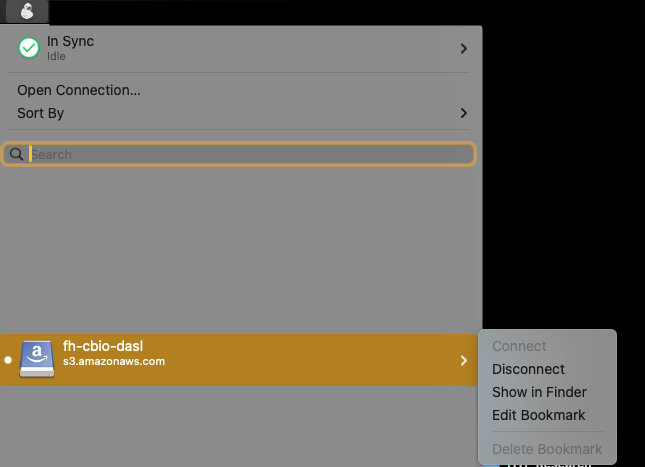 In Sync
Idle
Open Connection...
Sort By
Search
fh-cbio-dasl
s3.amazonaws.com
Connect
Disconnect
Show in Finder
Edit Bookmark
Delete Bookmark